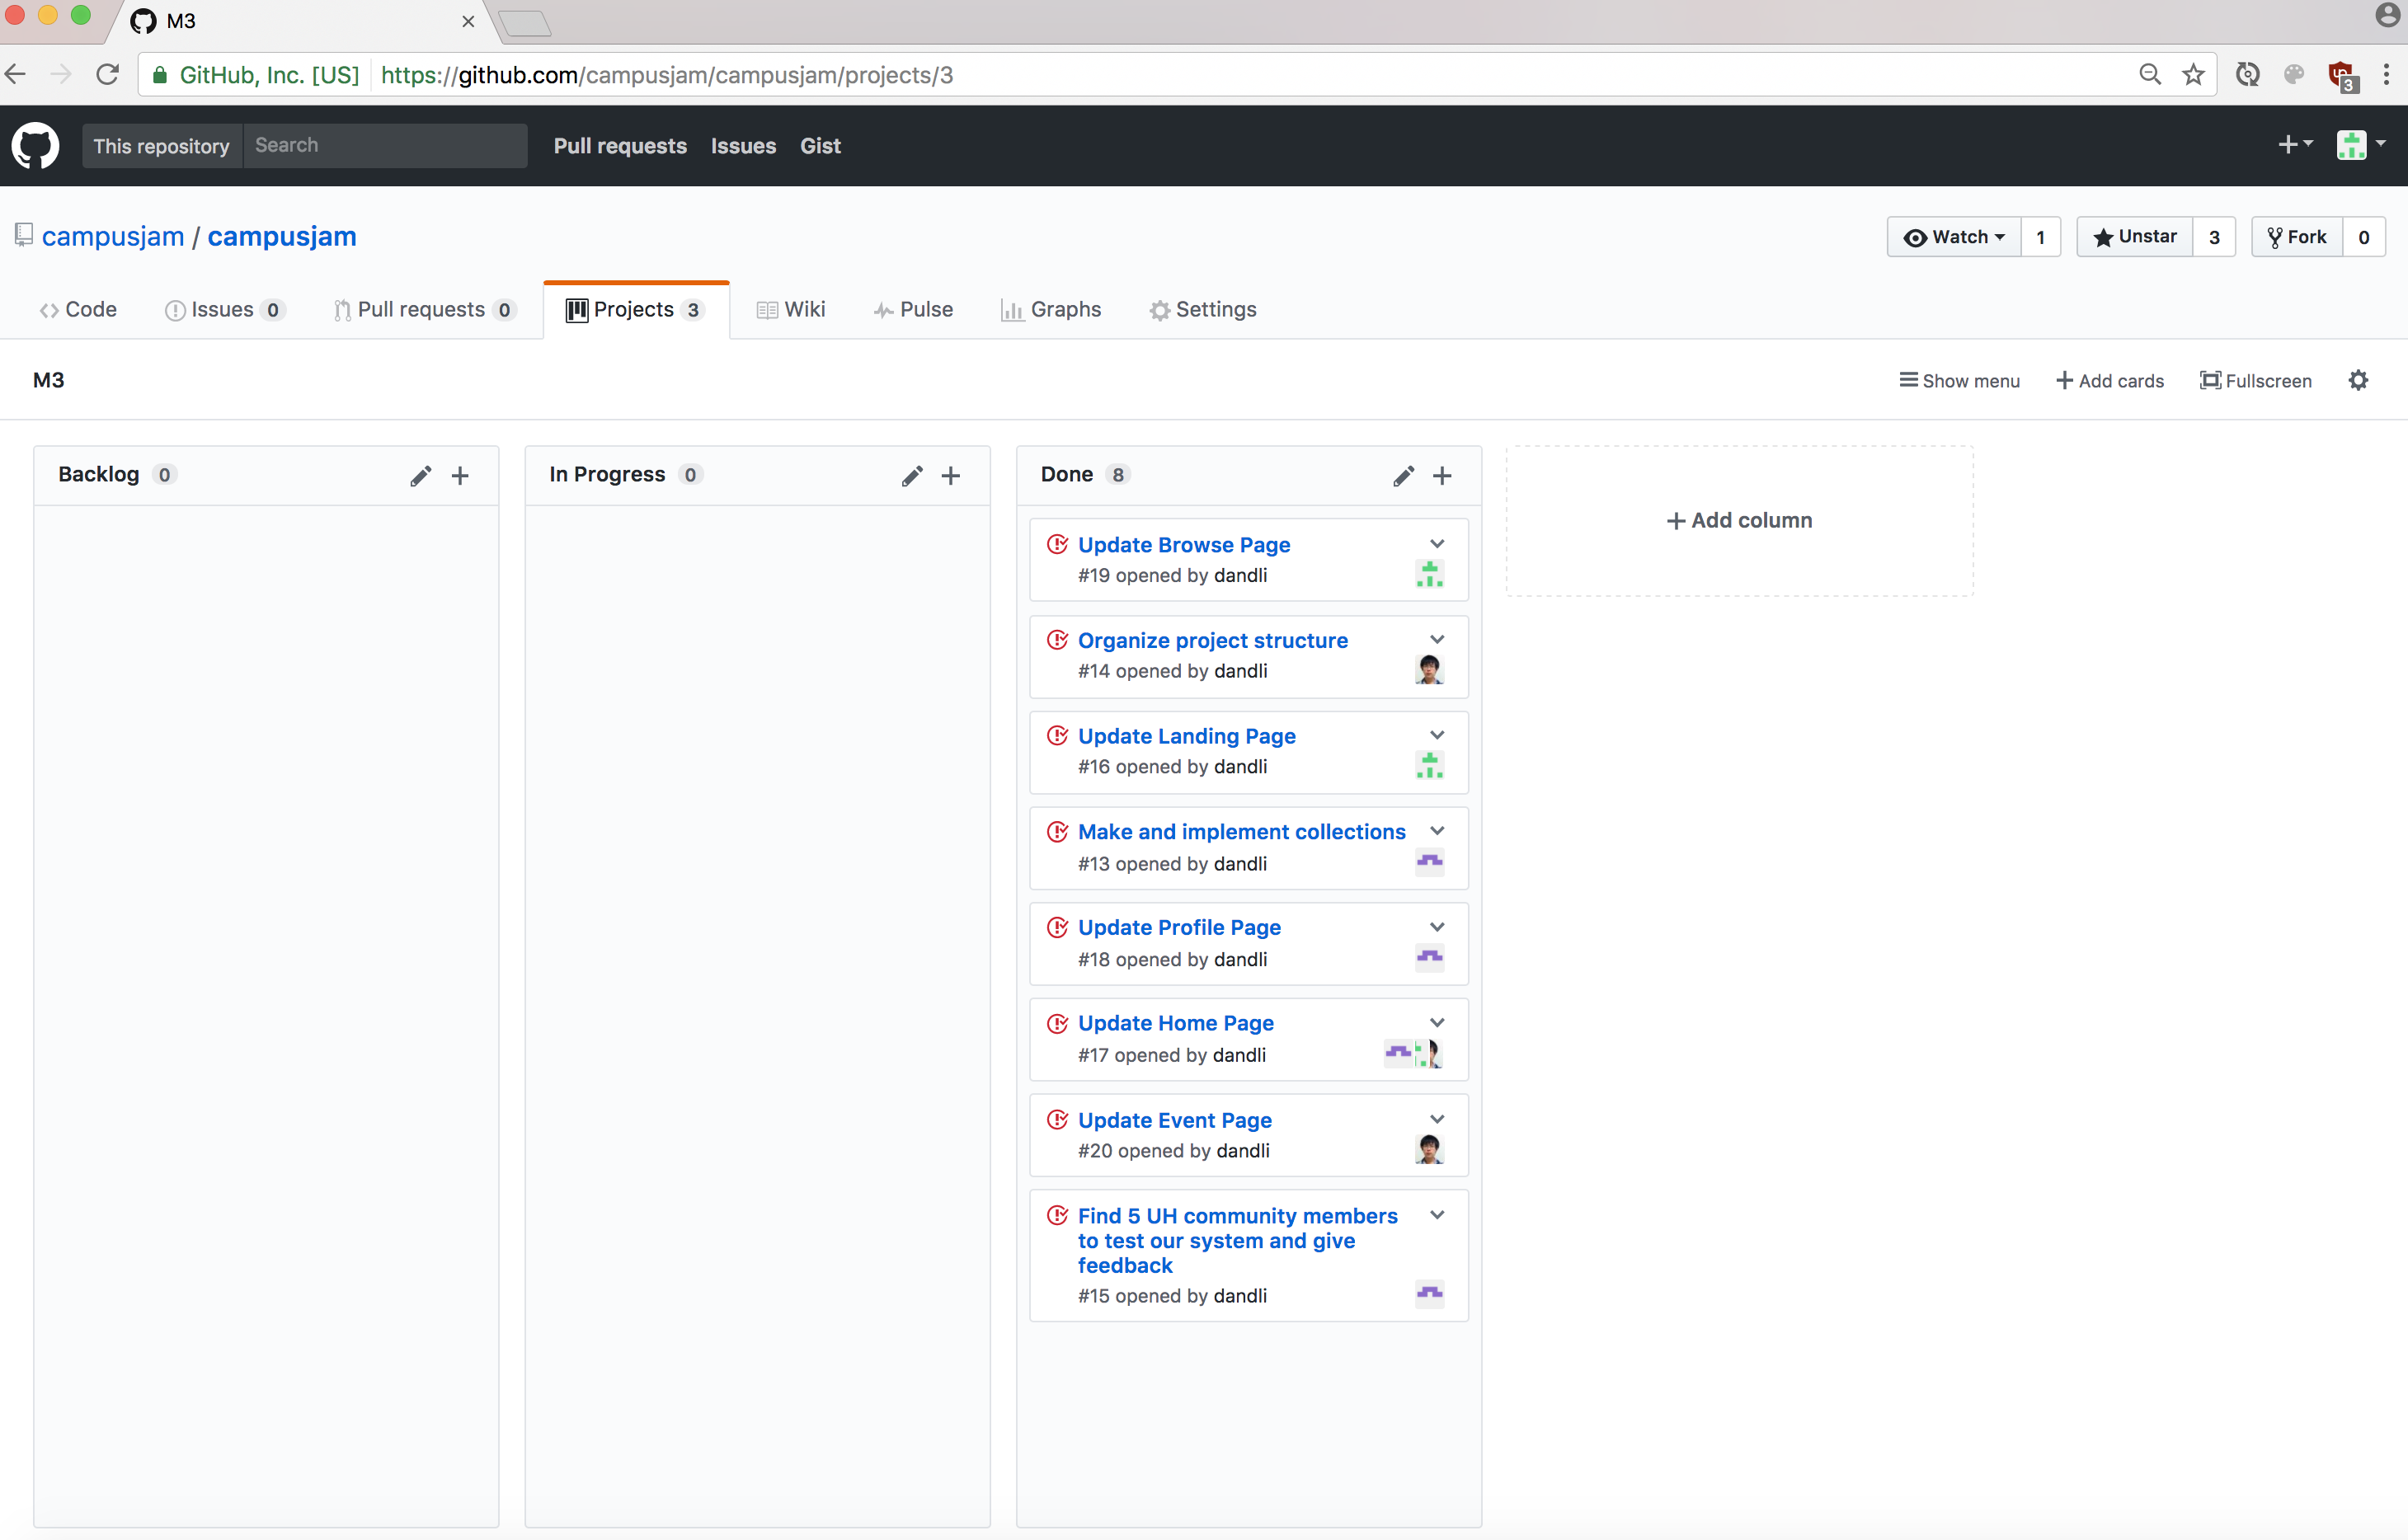 M3
GitHub, Inc. [US] https://github.com/campusjam/campusjam/projects/3
3
This repository Search Pull requests Issues Gist
campusjam / campusjam
Watch 1 Unstar 3 Fork 0
Code Issues 0 Pull requests 0 Projects 3 Wiki Pulse Graphs Settings
M3
Show menu Add cards Fullscreen
Backlog 0
In Progress 0
Done 8
Update Browse Page
#19 opened by dandli
Organize project structure
#14 opened by dandli
Update Landing Page
#16 opened by dandli
Make and implement collections
#13 opened by dandli
Update Profile Page
#18 opened by dandli
Update Home Page
#17 opened by dandli
Update Event Page
#20 opened by dandli
Find 5 UH community members
to test our system and give
feedback
#15 opened by dandli
Add column